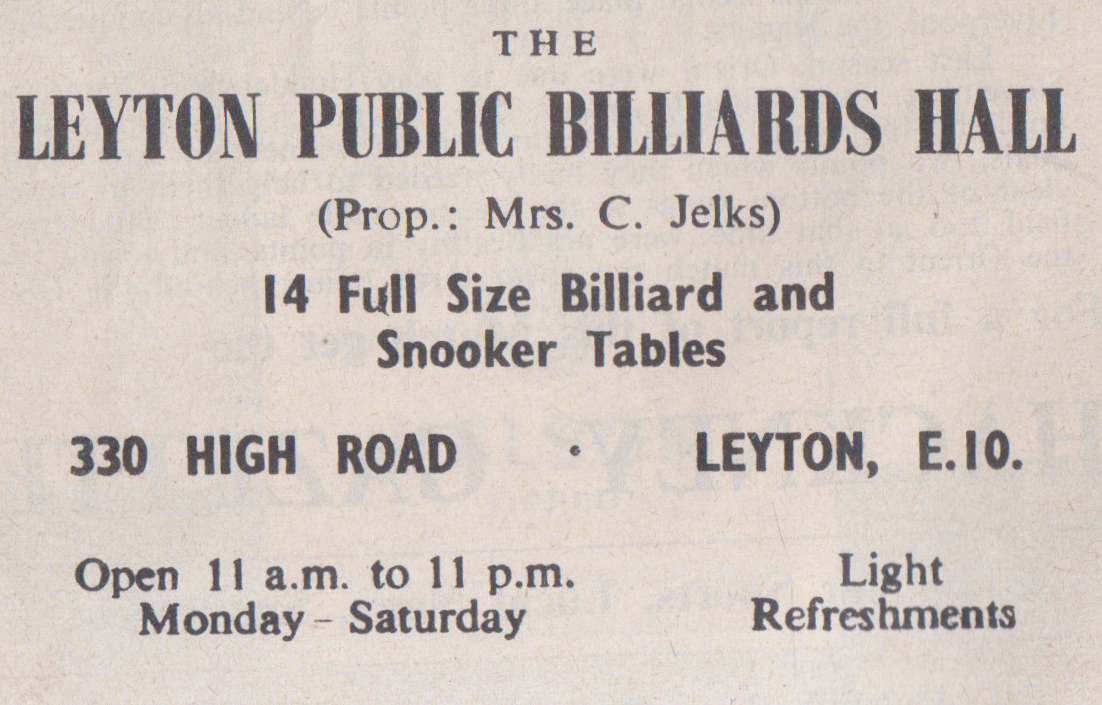 THE
LEYTON PUBLIC BILLIARDS HALL
(Prop.: Mrs. C. Jelks)
14 Full Size Billiard and
Snooker Tables
330 HIGH ROAD • LEYTON, E.10.
Open 11 a.m. to 11 p.m.
Monday - Saturday
Light
Refreshments